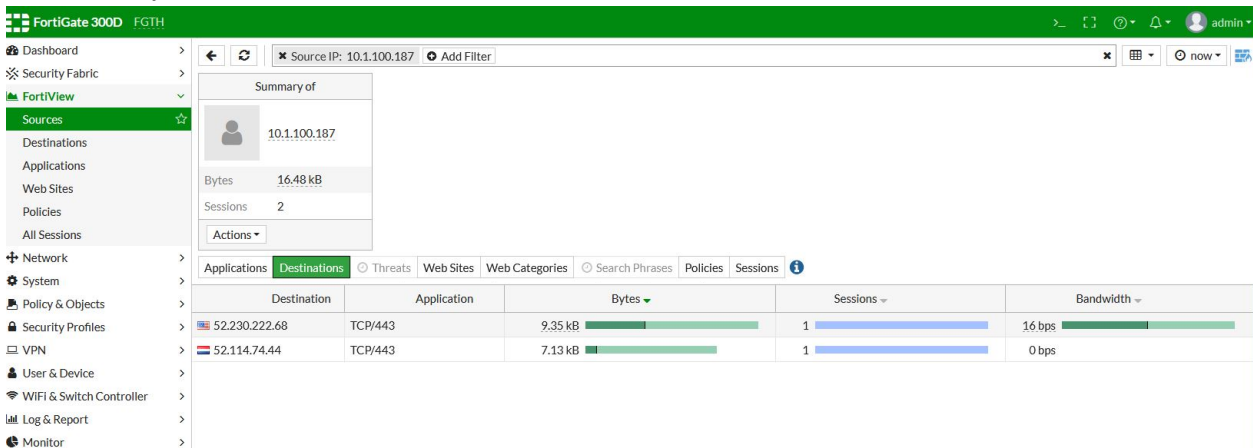 FortiGate 300D FGTH
admin
Dashboard
Security Fabric
FortiView
Sources
Destinations
Applications
Web Sites
Policies
All Sessions
Network
System
Policy & Objects
Security Profiles
VPN
User & Device
WiFi & Switch Controller
Log & Report
Monitor
Source IP: 10.1.100.187 Add Filter
now
Summary of
10.1.100.187
Bytes 16.48 kB
Sessions 2
Actions
Applications Destinations Threats Web Sites Web Categories Search Phrases Policies Sessions
Destination Application Bytes Sessions Bandwidth
52.230.222.68 TCP/443 9.35 kB 1 16 bps
52.114.74.44 TCP/443 7.13 kB 1 0 bps